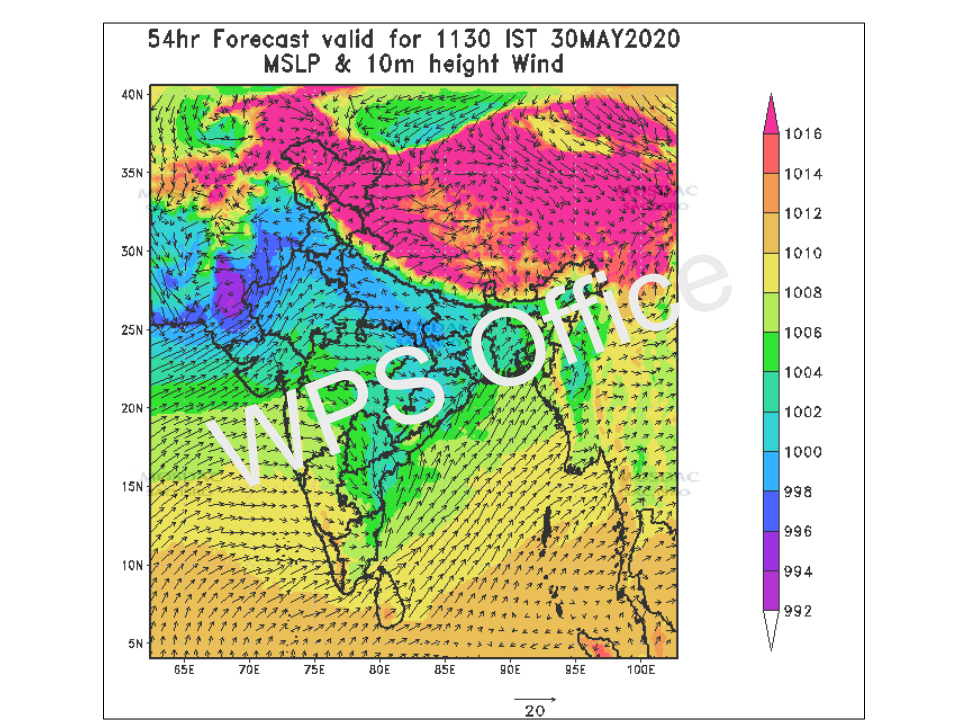 54hr Forecast valid for 1130 IST 30MAY2020
MSLP & 10m height Wind
40N
35N
30N
25N
20N
15N
10N
5N
65E 70E 75E 80E 85E 90E 95E 100E
1016
1014
1012
1010
1008
1006
1004
1002
1000
998
996
994
992
20
WPS Office